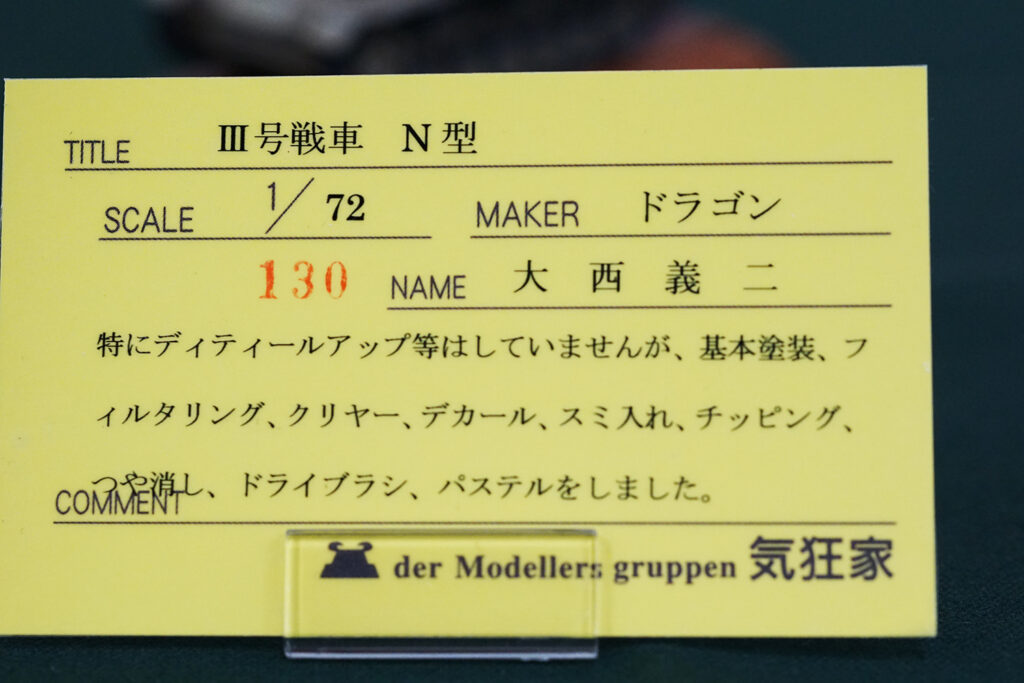 TITLE Ⅲ号戦車 N型
SCALE 1/72 MAKER ドラゴン
130 NAME 大西義二
特にディティールアップ等はしていませんが、基本塗装、フ
ィルタリング、クリヤー、デカール、スミ入れ、チッピング、
つや消し、ドライブラシ、パステルをしました。
COMMENT
der Modellers gruppen 気狂家